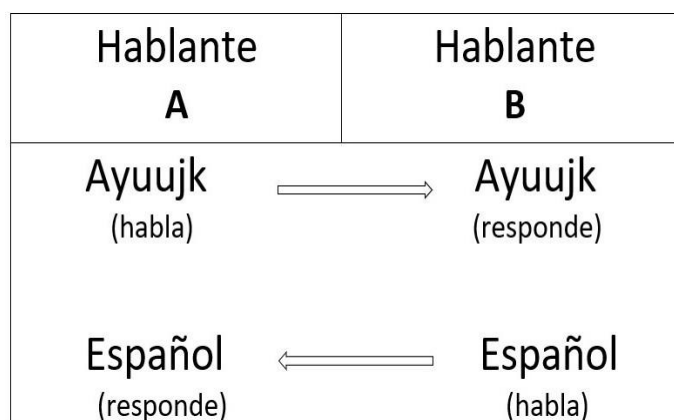 Hablante Hablante
A B
Ayuujk Ayuujk
(habla) (responde)
Español Español
(responde) (habla)